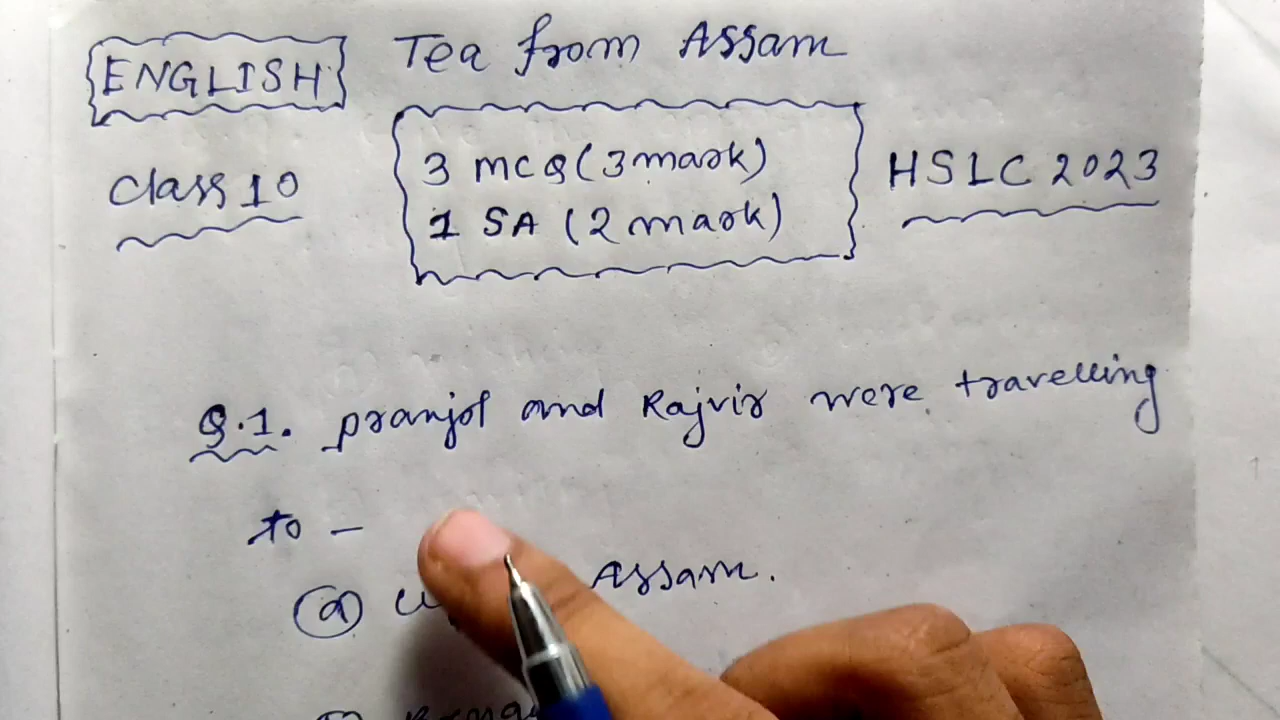 ENGLISH Tea from Assam
Class 10
3 MCQ (3 mark)
1 SA (2 mark)
HSLC 2023
Q.1. pranjol and Rajvir were travelling
to -
(a) Assam.